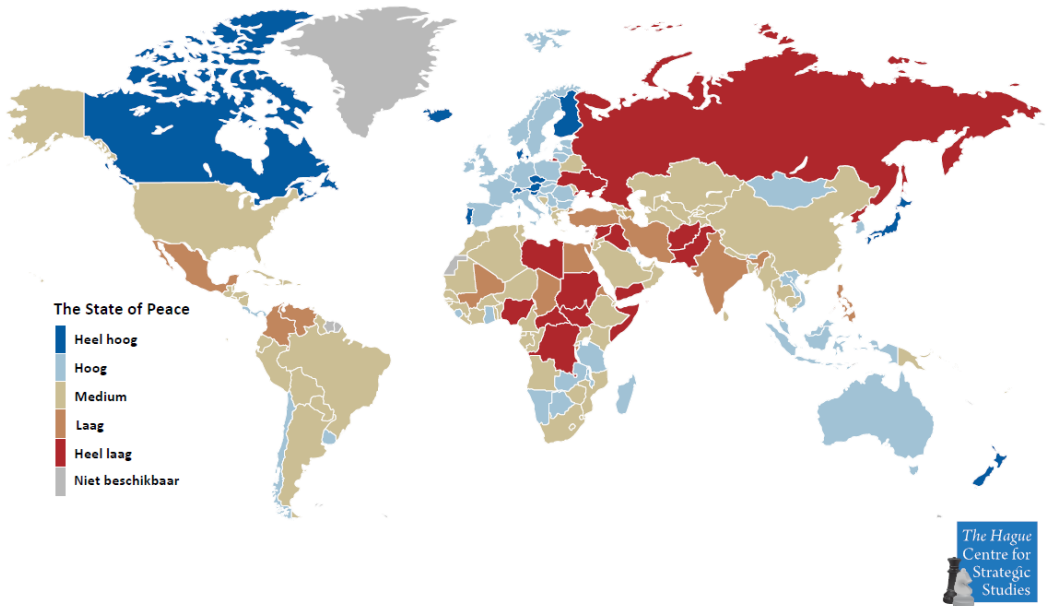 The State of Peace
Heel hoog
Hoog
Medium
Laag
Heel laag
Niet beschikbaar
The Hague
Centre for
Strategic
Studies